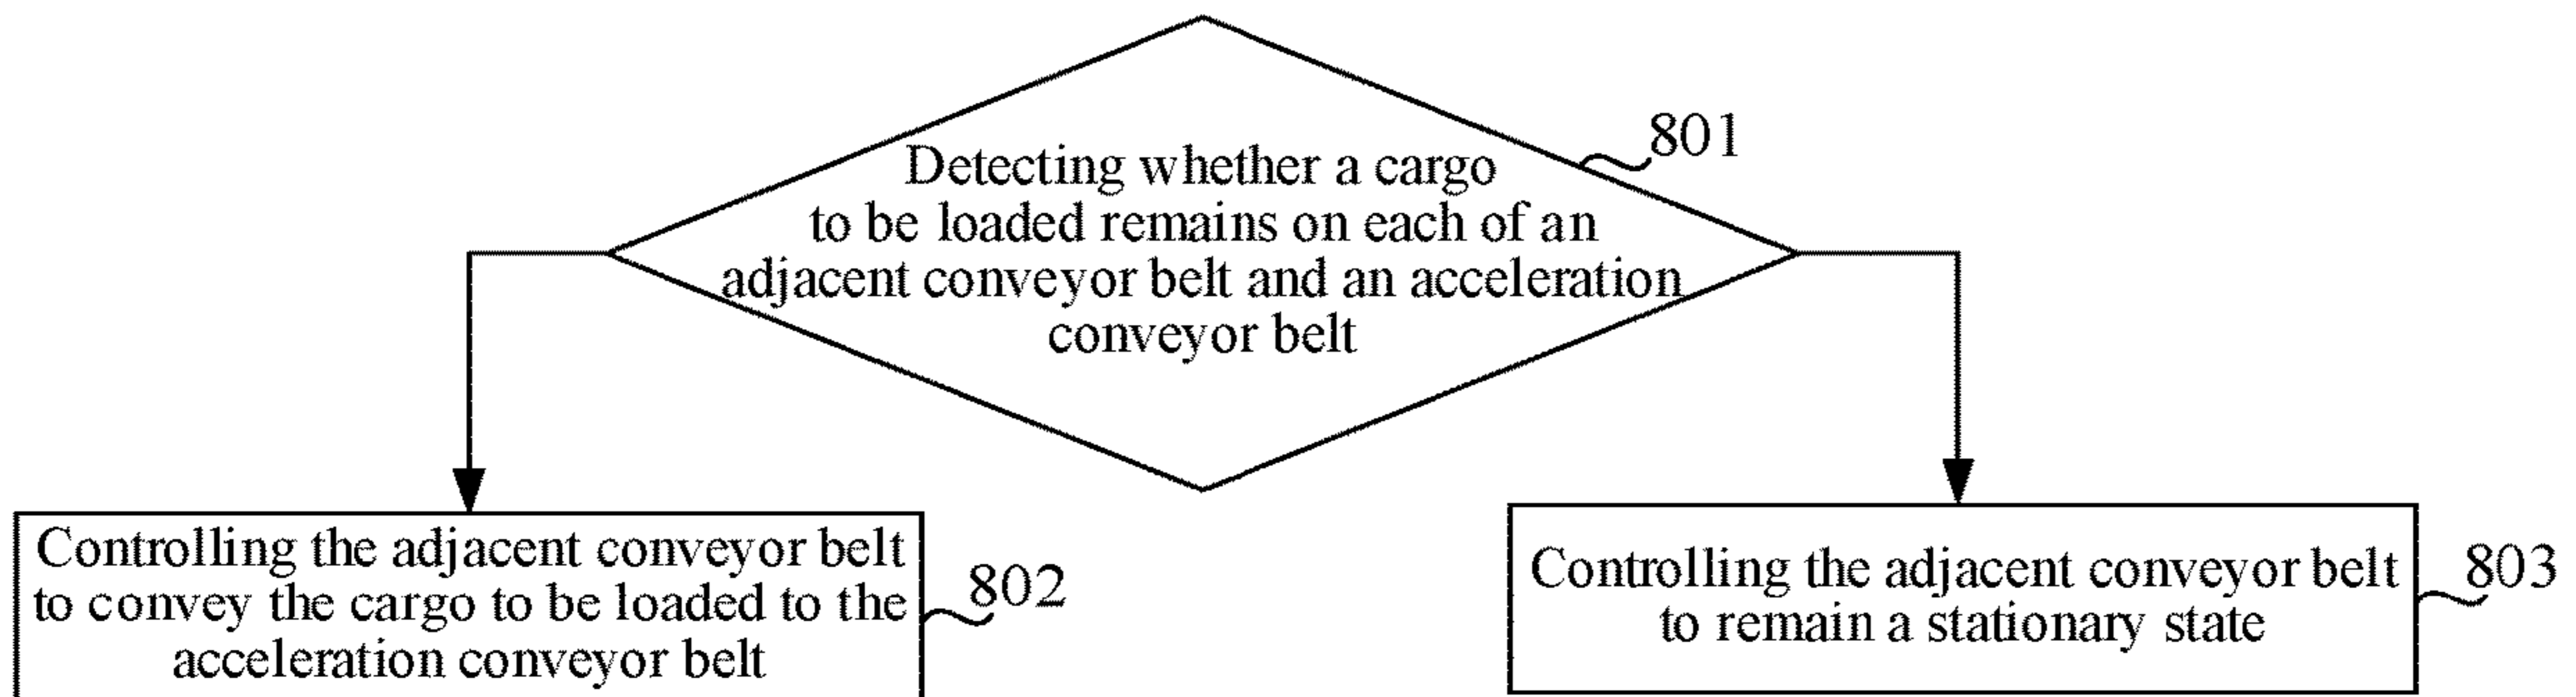 Detecting whether a cargo
to be loaded remains on each of an
adjacent conveyor belt and an acceleration
conveyor belt
801
Controlling the adjacent conveyor belt
to convey the cargo to be loaded to the
acceleration conveyor belt
802
Controlling the adjacent conveyor belt
to remain a stationary state
803